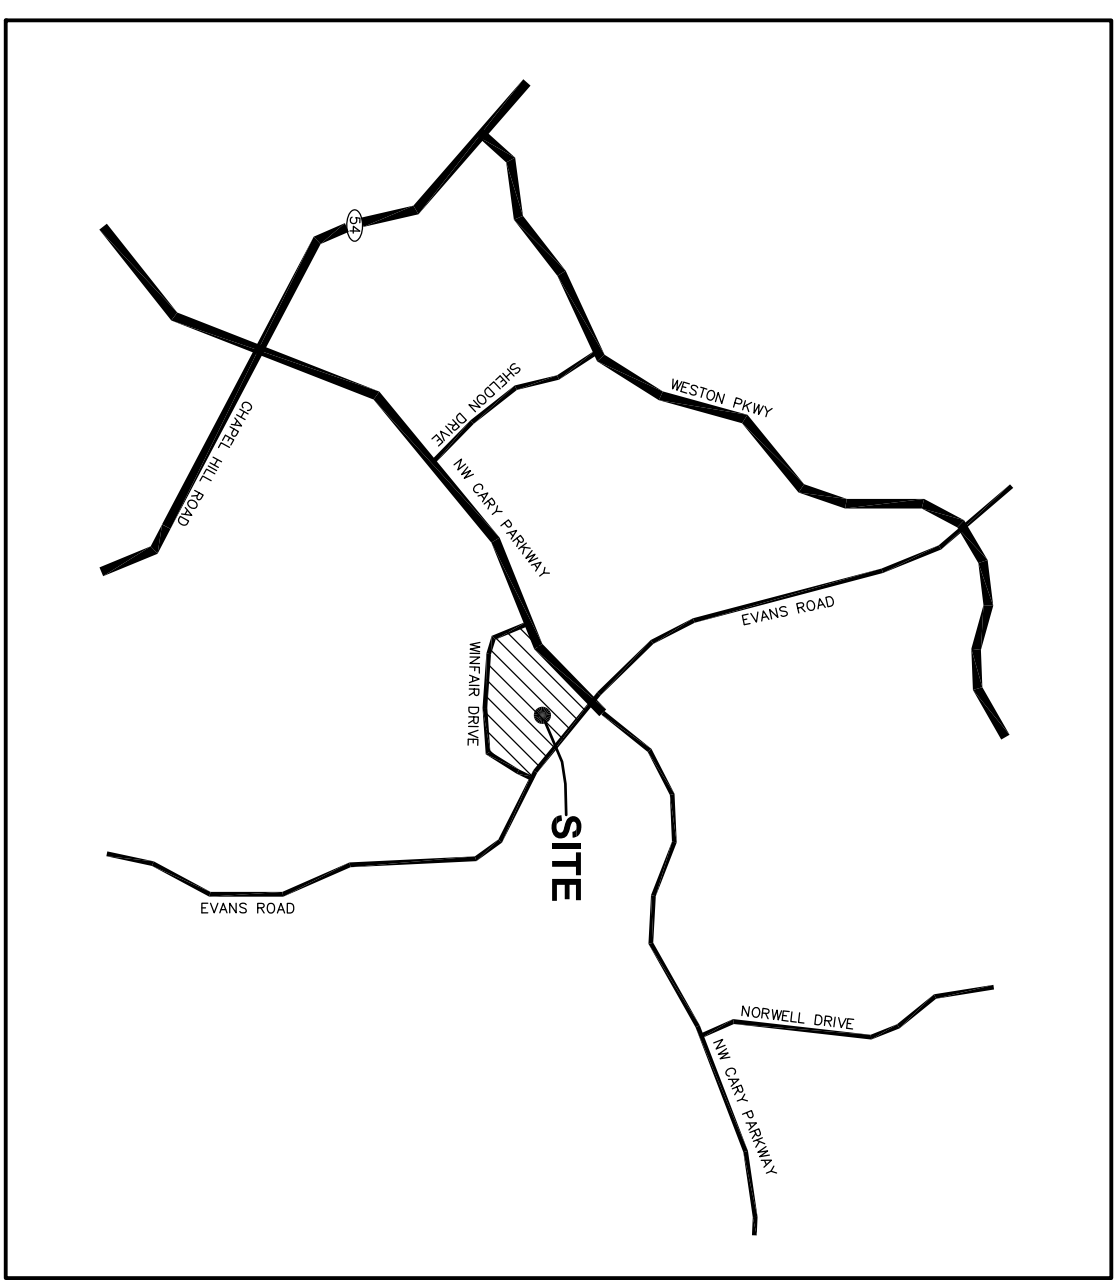 54
SHELDON DRIVE
WESTON PKWY
CHAPEL HILL ROAD
NW CARY PARKWAY
EVANS ROAD
WINFAIR DRIVE
SITE
EVANS ROAD
NORWELL DRIVE
NW CARY PARKWAY